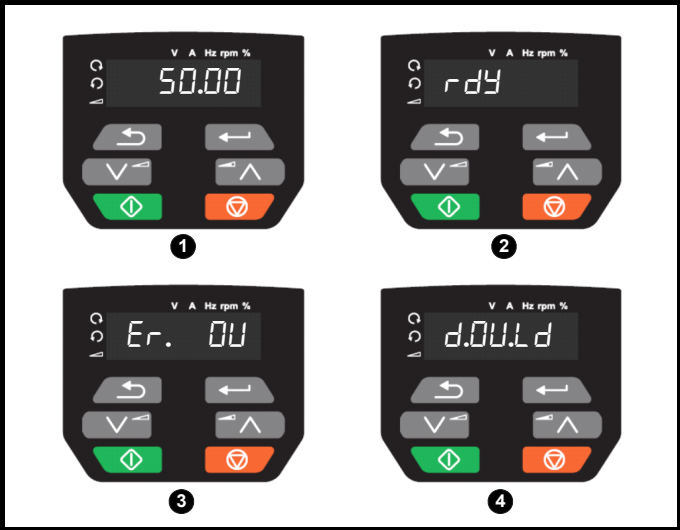 V A Hz rpm %
50.00
1
V A Hz rpm %
rdY
2
V A Hz rpm %
Er. OU
3
V A Hz rpm %
d.OU.Ld
4